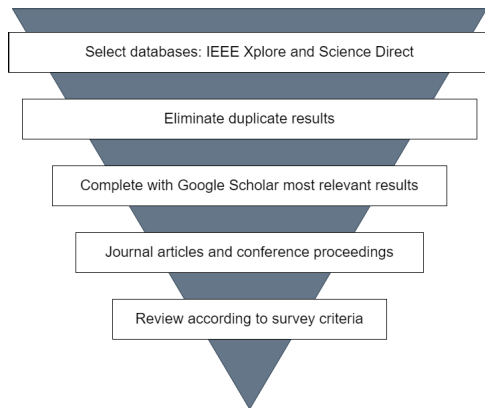 Select databases: IEEE Xplore and Science Direct
Eliminate duplicate results
Complete with Google Scholar most relevant results
Journal articles and conference proceedings
Review according to survey criteria